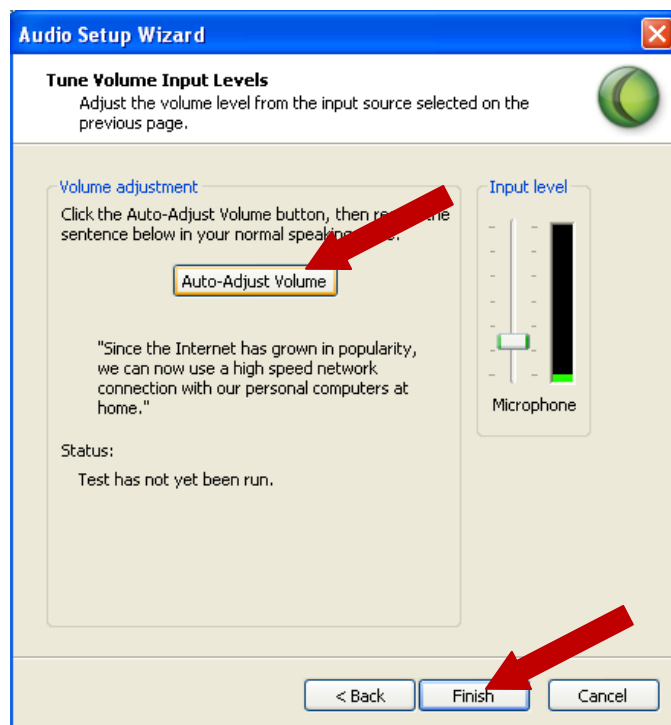 Audio Setup Wizard
Tune Volume Input Levels
Adjust the volume level from the input source selected on the
previous page.
Volume adjustment
Click the Auto-Adjust Volume button, then the
sentence below in your normal speaking
Auto-Adjust Volume
"Since the Internet has grown in popularity,
we can now use a high speed network
connection with our personal computers at
home."
Status:
Test has not yet been run.
Input level
Microphone
< Back
Finish
Cancel